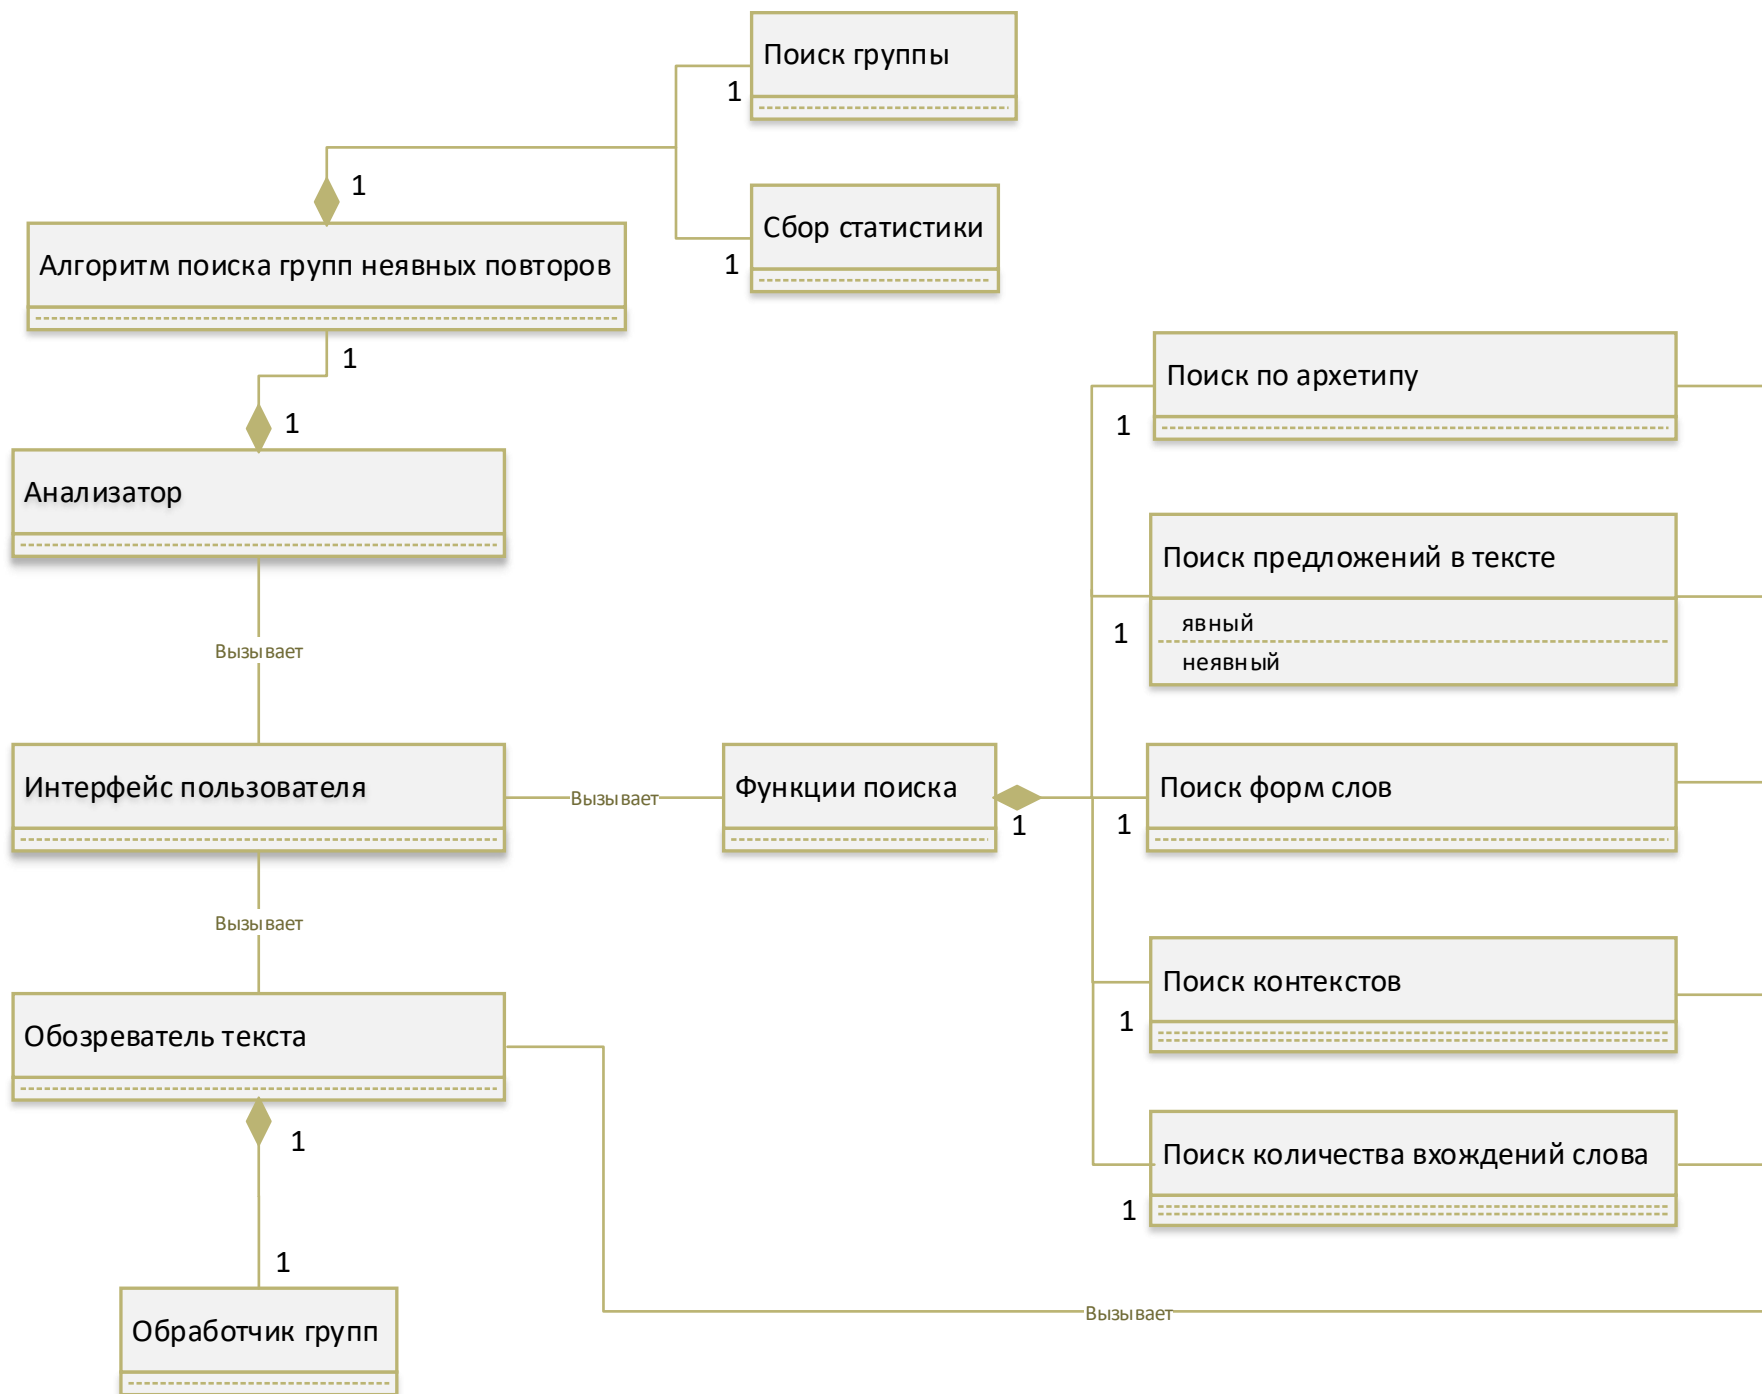 Поиск группы
1
1
Сбор статистики
1
Алгоритм поиска групп неявных повторов
1
1
Анализатор
Вызывает
Интерфейс пользователя
Вызывает
Функции поиска
1
Поиск по архетипу
1
Поиск предложений в тексте
явный
неявный
1
Поиск форм слов
1
Поиск контекстов
1
Поиск количества вхождений слова
1
Вызывает
Обозреватель текста
1
1
Обработчик групп
Вызывает